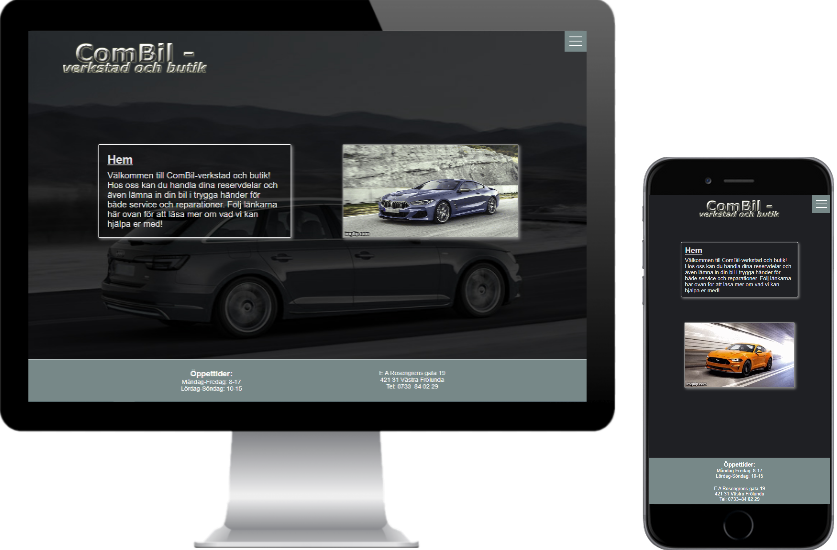 ComBil -
verkstad och butik
Hem
Välkommen till ComBil-verkstad och butik!
Hos oss kan du handla dina reservdelar och
även lämna in din bil i trygga händer för
både service och reparationer. Följ länkarna
här ovan för att läsa mer om vad vi kan
hjälpa er med!
Öppettider:
Måndag-Fredag: 8-17
Lördag-Söndag: 10-15
E A Rosengrens gata 19
421 31 Västra Frölunda
Tel: 0733- 84 82 29
ComBil -
verkstad och butik
Hem
Välkommen till ComBil-verkstad och butik!
Hos oss kan du handla dina reservdelar och
även lämna in din bil i trygga händer för
både service och reparationer. Följ länkarna
här ovan för att läsa mer om vad vi kan
hjälpa er med!
Öppettider:
Måndag-Fredag: 8-17
Lördag-Söndag: 10-15
E A Rosengrens gata 19
421 31 Västra Frölunda
Tel: 0733-84 82 29